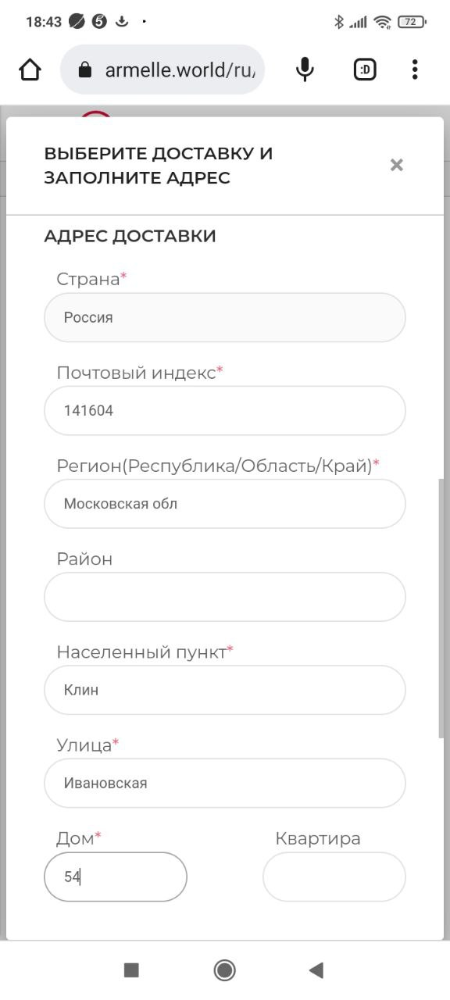 18:43
72
armelle.world/ru/
:D
ВЫБЕРИТЕ ДОСТАВКУ И
ЗАПОЛНИТЕ АДРЕС
×
АДРЕС ДОСТАВКИ
Страна*
Россия
Почтовый индекс*
141604
Регион(Республика/Область/Край)*
Московская обл
Район
Населенный пункт*
Клин
Улица*
Ивановская
Дом* Квартира
54